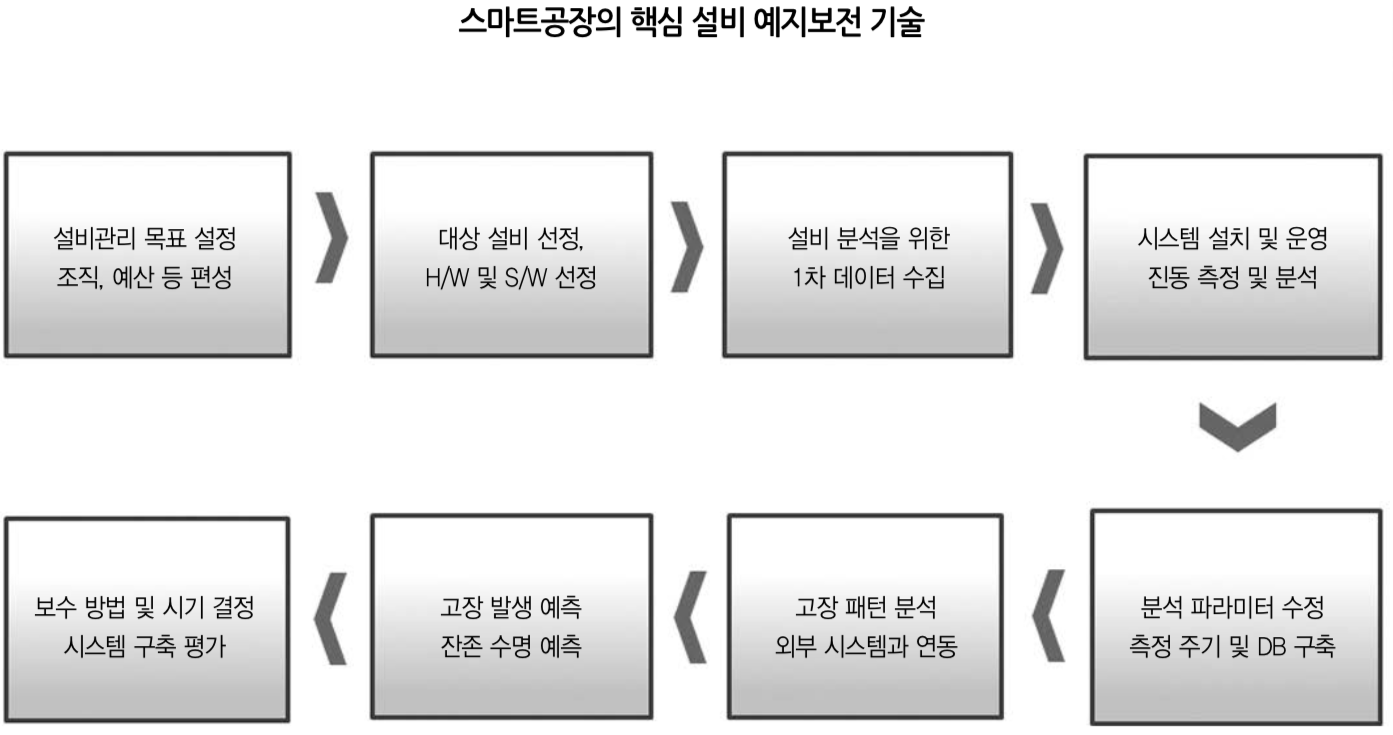 스마트공장의 핵심 설비 예지보전 기술
설비관리 목표 설정
조직, 예산 등 편성
대상 설비 선정,
H/W 및 S/W 선정
설비 분석을 위한
1차 데이터 수집
시스템 설치 및 운영
진동 측정 및 분석
분석 파라미터 수정
측정 주기 및 DB 구축
고장 패턴 분석
외부 시스템과 연동
고장 발생 예측
잔존 수명 예측
보수 방법 및 시기 결정
시스템 구축 평가